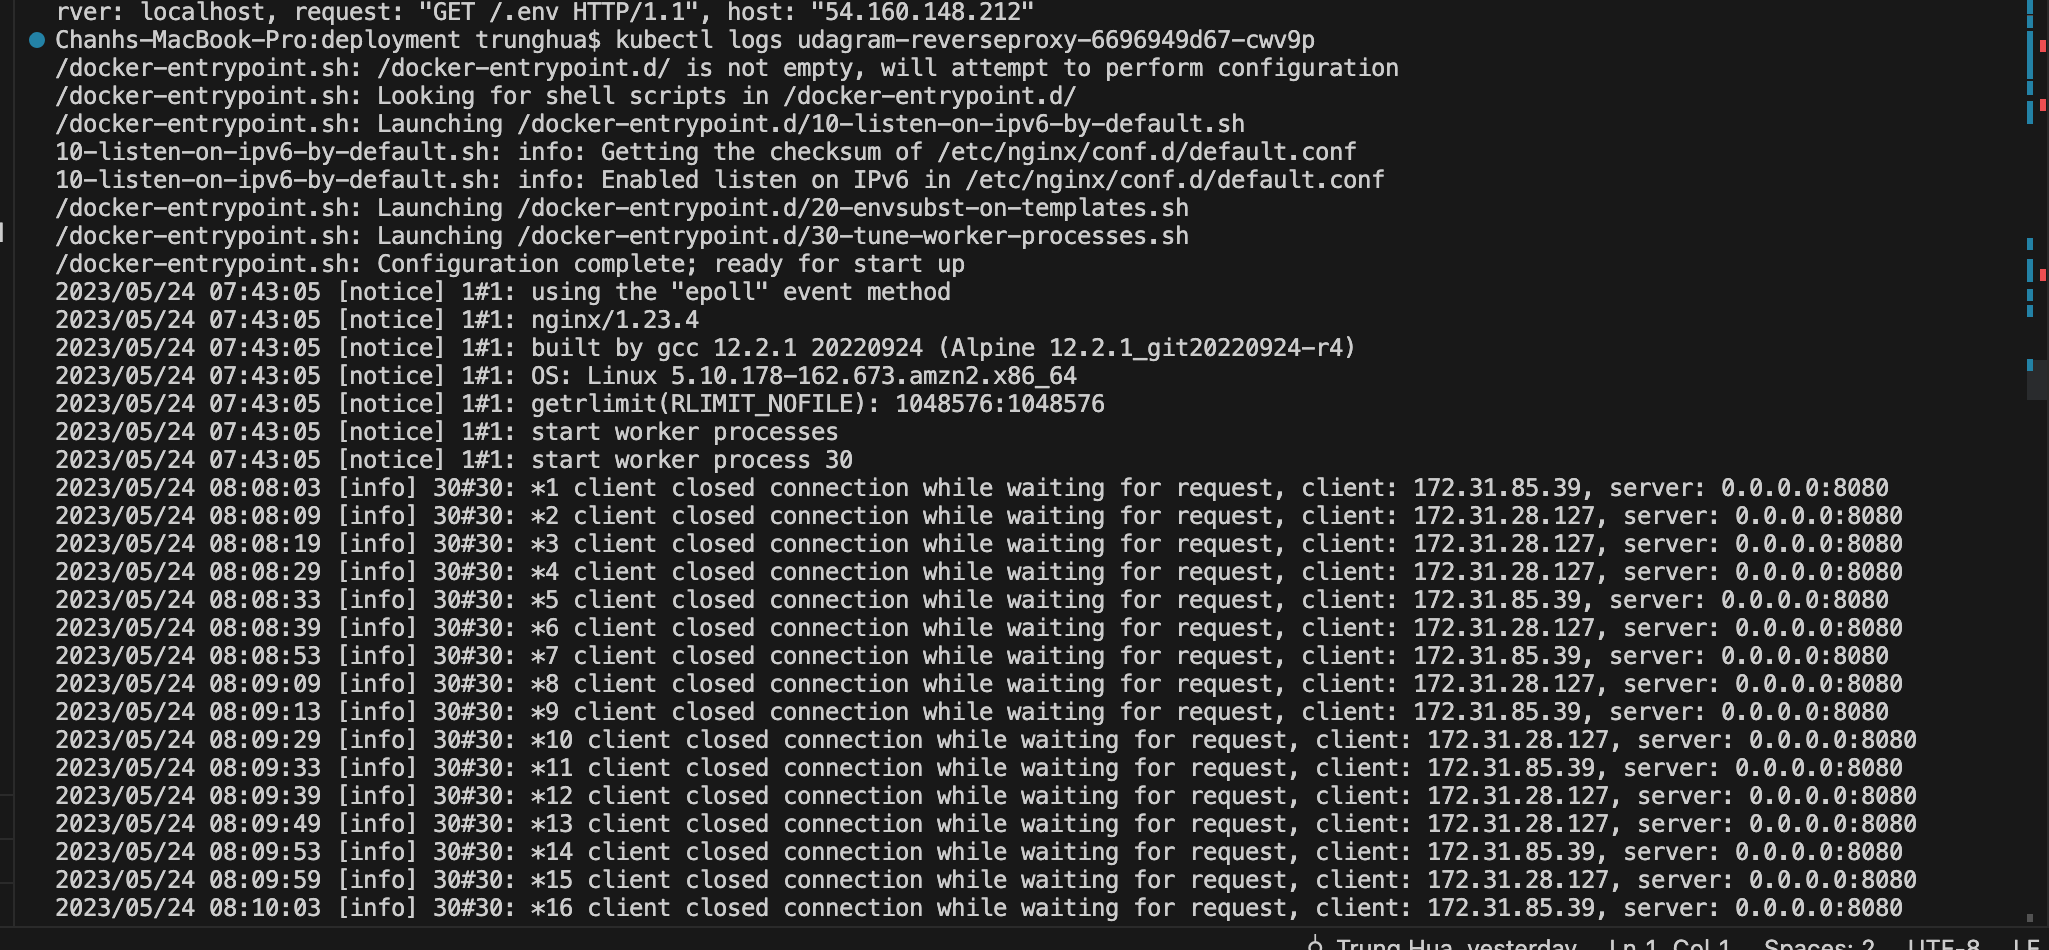 rver: localhost, request: "GET /.env HTTP/1.1", host: "54.160.148.212"
Chanhs-MacBook-Pro:deployment trunghua$ kubectl logs udagram-reverseproxy-6696949d67-cwv9p
/docker-entrypoint.sh: /docker-entrypoint.d/ is not empty, will attempt to perform configuration
/docker-entrypoint.sh: Looking for shell scripts in /docker-entrypoint.d/
/docker-entrypoint.sh: Launching /docker-entrypoint.d/10-listen-on-ipv6-by-default.sh
10-listen-on-ipv6-by-default.sh: info: Getting the checksum of /etc/nginx/conf.d/default.conf
10-listen-on-ipv6-by-default.sh: info: Enabled listen on IPv6 in /etc/nginx/conf.d/default.conf
/docker-entrypoint.sh: Launching /docker-entrypoint.d/20-envsubst-on-templates.sh
/docker-entrypoint.sh: Launching /docker-entrypoint.d/30-tune-worker-processes.sh
/docker-entrypoint.sh: Configuration complete; ready for start up
2023/05/24 07:43:05 [notice] 1#1: using the "epoll" event method
2023/05/24 07:43:05 [notice] 1#1: nginx/1.23.4
2023/05/24 07:43:05 [notice] 1#1: built by gcc 12.2.1 20220924 (Alpine 12.2.1_git20220924-r4)
2023/05/24 07:43:05 [notice] 1#1: OS: Linux 5.10.178-162.673.amzn2.x86_64
2023/05/24 07:43:05 [notice] 1#1: getrlimit(RLIMIT_NOFILE): 1048576:1048576
2023/05/24 07:43:05 [notice] 1#1: start worker processes
2023/05/24 07:43:05 [notice] 1#1: start worker process 30
2023/05/24 08:08:03 [info] 30#30: *1 client closed connection while waiting for request, client: 172.31.85.39, server: 0.0.0.0:8080
2023/05/24 08:08:09 [info] 30#30: *2 client closed connection while waiting for request, client: 172.31.28.127, server: 0.0.0.0:8080
2023/05/24 08:08:19 [info] 30#30: *3 client closed connection while waiting for request, client: 172.31.28.127, server: 0.0.0.0:8080
2023/05/24 08:08:29 [info] 30#30: *4 client closed connection while waiting for request, client: 172.31.28.127, server: 0.0.0.0:8080
2023/05/24 08:08:33 [info] 30#30: *5 client closed connection while waiting for request, client: 172.31.85.39, server: 0.0.0.0:8080
2023/05/24 08:08:39 [info] 30#30: *6 client closed connection while waiting for request, client: 172.31.28.127, server: 0.0.0.0:8080
2023/05/24 08:08:53 [info] 30#30: *7 client closed connection while waiting for request, client: 172.31.85.39, server: 0.0.0.0:8080
2023/05/24 08:09:09 [info] 30#30: *8 client closed connection while waiting for request, client: 172.31.28.127, server: 0.0.0.0:8080
2023/05/24 08:09:13 [info] 30#30: *9 client closed connection while waiting for request, client: 172.31.85.39, server: 0.0.0.0:8080
2023/05/24 08:09:29 [info] 30#30: *10 client closed connection while waiting for request, client: 172.31.28.127, server: 0.0.0.0:8080
2023/05/24 08:09:33 [info] 30#30: *11 client closed connection while waiting for request, client: 172.31.85.39, server: 0.0.0.0:8080
2023/05/24 08:09:39 [info] 30#30: *12 client closed connection while waiting for request, client: 172.31.28.127, server: 0.0.0.0:8080
2023/05/24 08:09:49 [info] 30#30: *13 client closed connection while waiting for request, client: 172.31.28.127, server: 0.0.0.0:8080
2023/05/24 08:09:53 [info] 30#30: *14 client closed connection while waiting for request, client: 172.31.85.39, server: 0.0.0.0:8080
2023/05/24 08:09:59 [info] 30#30: *15 client closed connection while waiting for request, client: 172.31.28.127, server: 0.0.0.0:8080
2023/05/24 08:10:03 [info] 30#30: *16 client closed connection while waiting for request, client: 172.31.85.39, server: 0.0.0.0:8080
Trung Hua, yesterday Ln 1, Col 1 Spaces: 2 UTF-8 LF